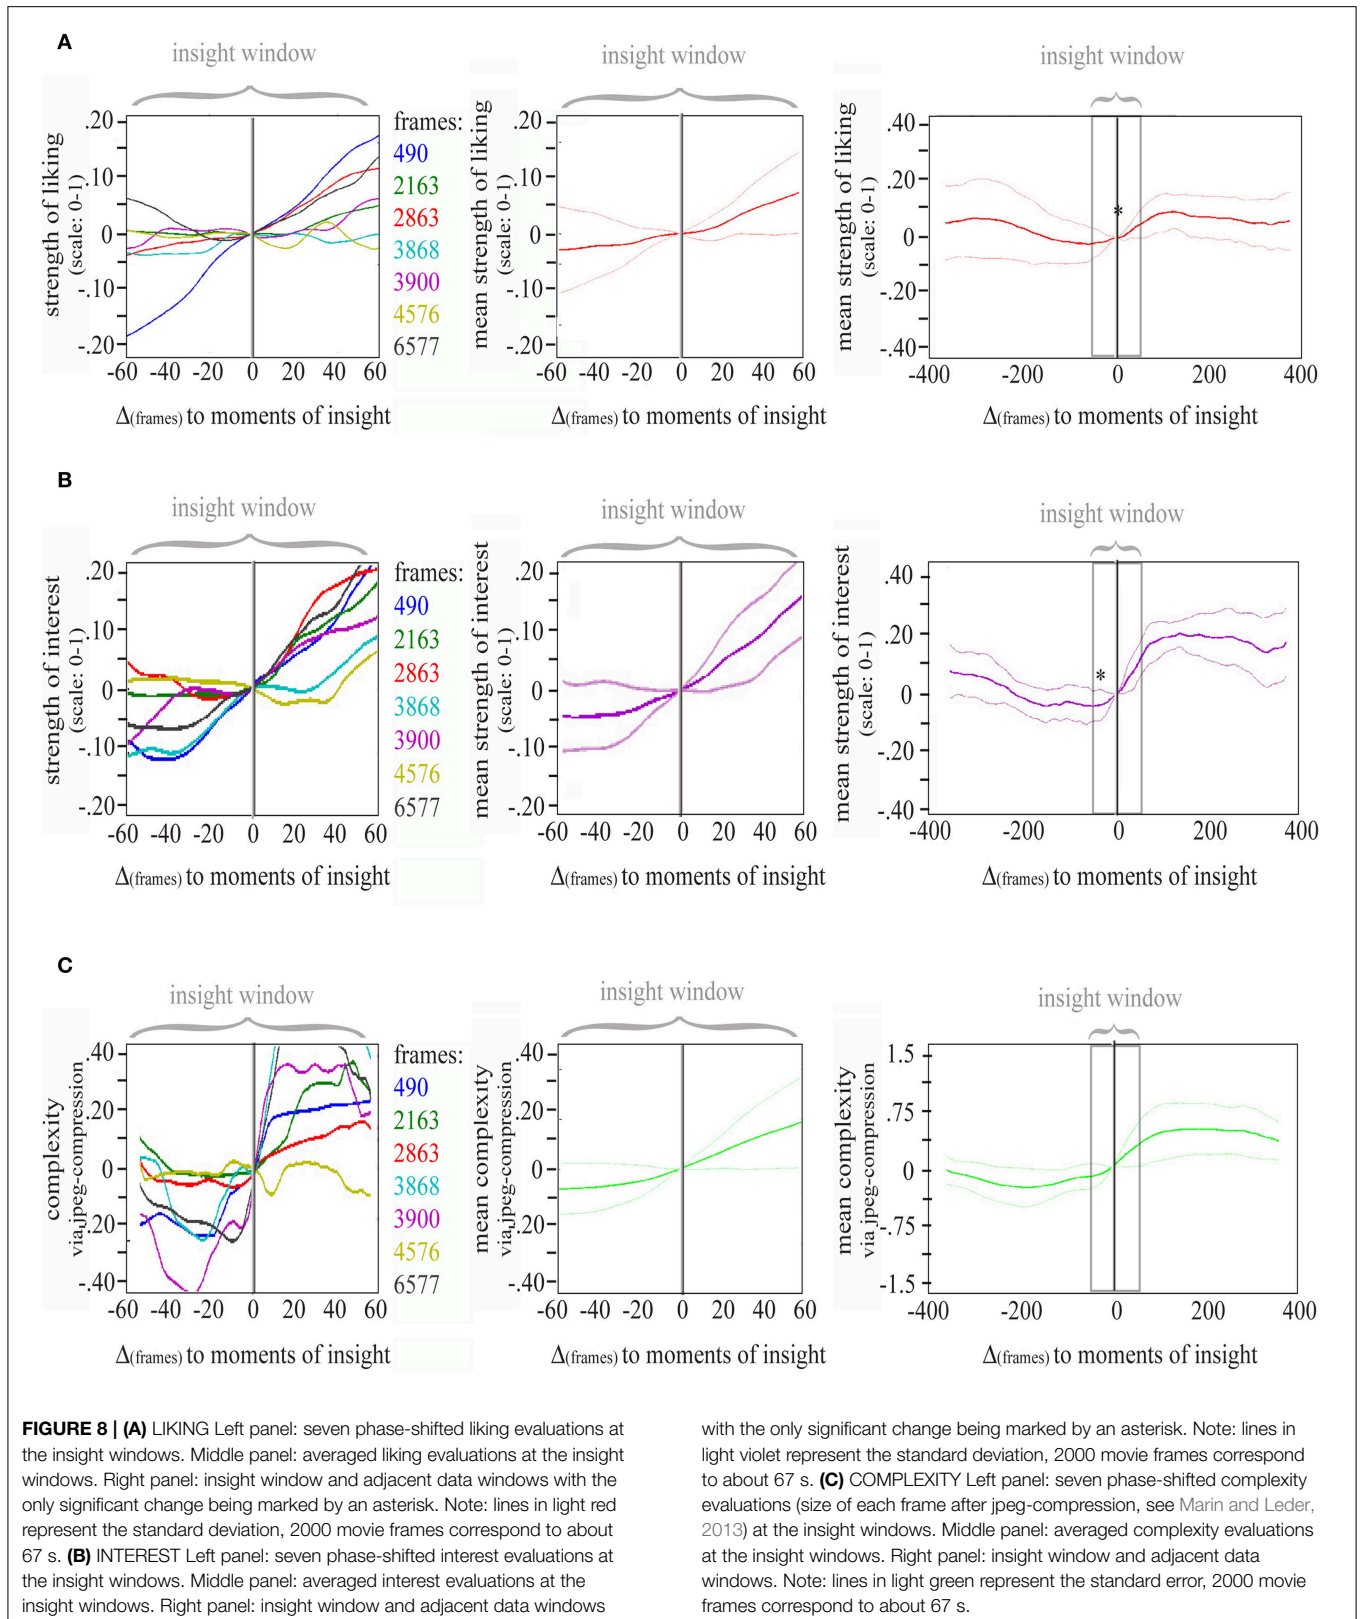 A
insight window
strength of liking
(scale: 0-1)
.20
.10
0
-.10
-.20
-60 -40 -20 0 20 40 60
Δ(frames) to moments of insight
frames:
490
2163
2863
3868
3900
4576
6577
insight window
mean strength of liking
(scale: 0-1)
.20
.10
0
-.10
-.20
-60 -40 -20 0 20 40 60
Δ(frames) to moments of insight
insight window
mean strength of liking
(scale: 0-1)
.40
.20
0
-.20
-.40
*
-400 -200 0 200 400
Δ(frames) to moments of insight
B
insight window
strength of interest
(scale: 0-1)
.20
.10
0
-.10
-.20
-60 -40 -20 0 20 40 60
Δ(frames) to moments of insight
frames:
490
2163
2863
3868
3900
4576
6577
insight window
mean strength of interest
(scale: 0-1)
.20
.10
0
-.10
-.20
-60 -40 -20 0 20 40 60
Δ(frames) to moments of insight
insight window
mean strength of interest
(scale: 0-1)
.40
.20
0
-.20
-.40
*
-400 -200 0 200 400
Δ(frames) to moments of insight
C
insight window
complexity
via jpeg-compression
.40
.20
0
.20
-.40
-60 -40 -20 0 20 40 60
Δ(frames) to moments of insight
frames:
490
2163
2863
3868
3900
4576
6577
insight window
mean complexity
via jpeg-compression
.40
.20
0
-.20
-.40
-60 -40 -20 0 20 40 60
Δ(frames) to moments of insight
insight window
mean complexity
via jpeg-compression
1.5
.75
0
-.75
-1.5
-400 -200 0 200 400
Δ(frames) to moments of insight
FIGURE 8 | (A) LIKING Left panel: seven phase-shifted liking evaluations at
the insight windows. Middle panel: averaged liking evaluations at the insight
windows. Right panel: insight window and adjacent data windows with the
only significant change being marked by an asterisk. Note: lines in light red
represent the standard deviation, 2000 movie frames correspond to about
67 s. (B) INTEREST Left panel: seven phase-shifted interest evaluations at
the insight windows. Middle panel: averaged interest evaluations at the
insight windows. Right panel: insight window and adjacent data windows
with the only significant change being marked by an asterisk. Note: lines in
light violet represent the standard deviation, 2000 movie frames correspond
to about 67 s. (C) COMPLEXITY Left panel: seven phase-shifted complexity
evaluations (size of each frame after jpeg-compression, see Marin and Leder,
2013) at the insight windows. Middle panel: averaged complexity evaluations
at the insight windows. Right panel: insight window and adjacent data
windows. Note: lines in light green represent the standard error, 2000 movie
frames correspond to about 67 s.